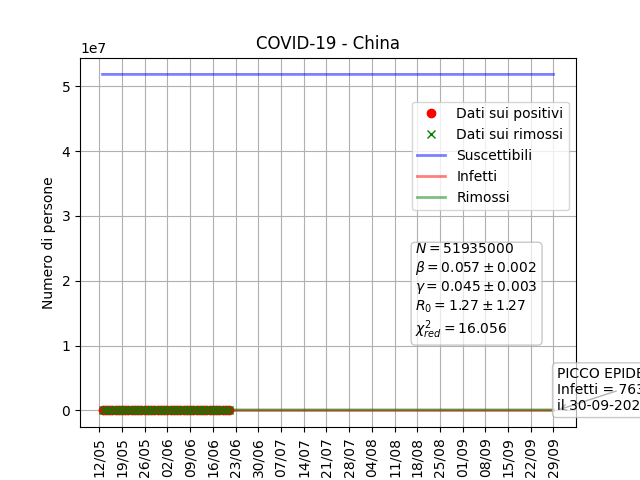 COVID-19 - China
1e7
5
4
3
2
1
0
Numero di persone
Dati sui positivi
Dati sui rimossi
Suscettibili
Infetti
Rimossi
N = 51935000
β = 0.057 ± 0.002
γ = 0.045 ± 0.003
R₀ = 1.27 ± 1.27
χ²red = 16.056
PICCO EPIDE
Infetti = 763
il 30-09-202
12/05
19/05
26/05
02/06
09/06
16/06
23/06
30/06
07/07
14/07
21/07
28/07
04/08
11/08
18/08
25/08
01/09
08/09
15/09
22/09
29/09